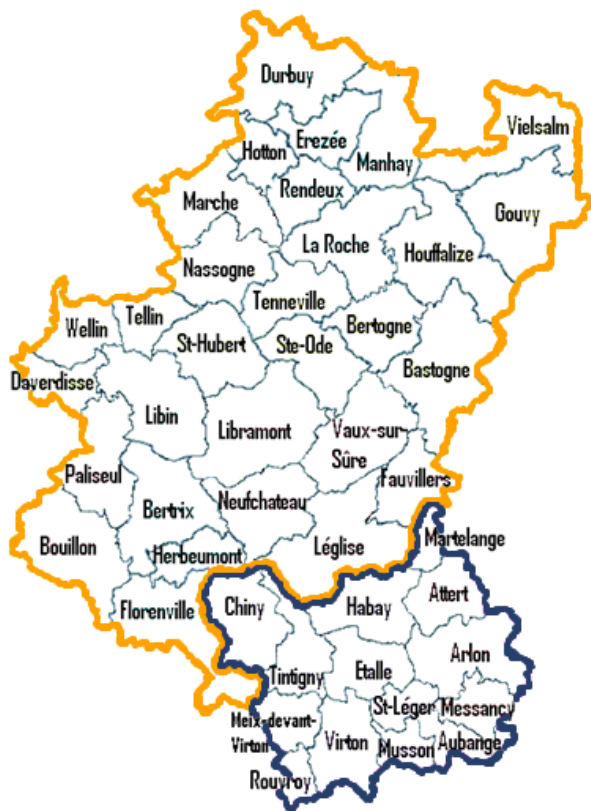 Durbuy
Vielsalm
Erezée
Hotton
Manhay
Rendeux
Marche
Gouvy
La Roche
Houffalize
Nassogne
Tenneville
Tellin
Bertogne
Wellin
St-Hubert
Ste-Ode
Bastogne
Daverdisse
Libin
Libramont
Vaux-sur-
Sûre
Paliseul
Fauvillers
Neufchateau
Bertrix
Martelange
Bouillon
Herbeumont
Léglise
Attert
Florenville
Chiny
Habay
Arlon
Etalle
Tintigny
St-Léger
Messancy
Meix-devant-
Virton
Virton
Musson
Aubange
Rouvroy